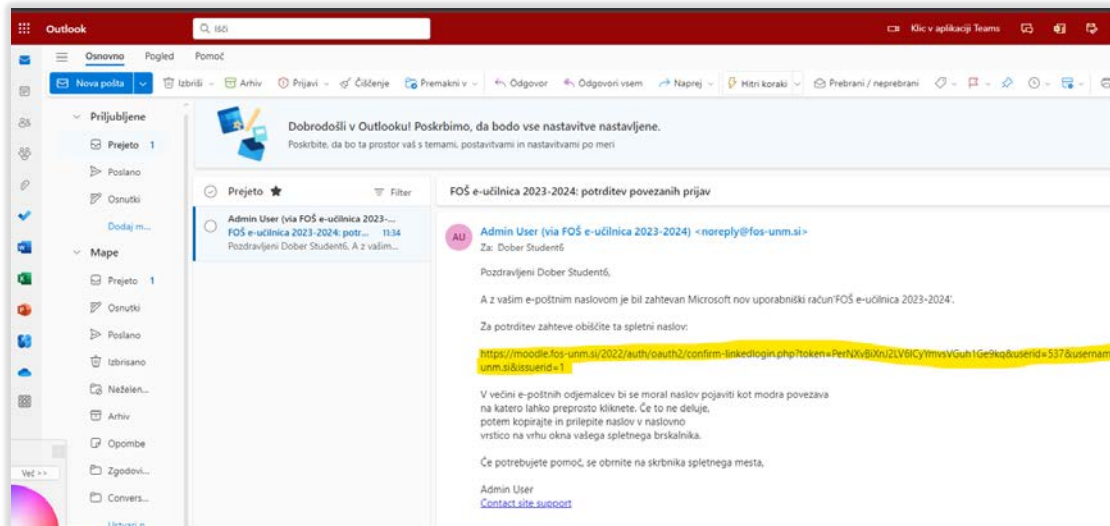 Outlook
Išči
Klic v aplikaciji Teams
Osnovno Pogled Pomoč
Nova pošta Izbriši Arhiv Prijavi Čiščenje Premakni v Odgovor Odgovori vsem Naprej Hitri koraki Prebrani / neprebrani
Priljubljene
Prejeto 1
Poslano
Osnutki
Dodaj m...
Mape
Prejeto 1
Osnutki
Poslano
Izbrisano
Neželen...
Arhiv
Opombe
Zgodovi...
Convers...
Več >>
Dobrodošli v Outlooku! Poskrbimo, da bodo vse nastavitve nastavljene.
Poskrbite, da bo ta prostor vaš s temami, postavitvami in nastavitvami po meri
Prejeto Filter
Admin User (via FOŠ e-učilnica 2023-...
FOŠ e-učilnica 2023-2024: potr... 11:34
Pozdravljeni Dober Student6, A z vašim...
FOŠ e-učilnica 2023-2024: potrditev povezanih prijav
AU
Admin User (via FOŠ e-učilnica 2023-2024) <noreply@fos-unm.si>
Za: Dober Student6
Pozdravljeni Dober Student6,
A z vašim e-poštnim naslovom je bil zahtevan Microsoft nov uporabniški račun'FOŠ e-učilnica 2023-2024'.
Za potrditev zahteve obiščite ta spletni naslov:
https://moodle.fos-unm.si/2022/auth/oauth2/confirm-linkedlogin.php?token=PerNXvBiXnJ2LV6ICyYmvsVGuh1Ge9kq&userid=537&usernam
unm.si&issuerid=1
V večini e-poštnih odjemalcev bi se moral naslov pojaviti kot modra povezava
na katero lahko preprosto kliknete. Če to ne deluje,
potem kopirajte in prilepite naslov v naslovno
vrstico na vrhu okna vašega spletnega brskalnika.
Če potrebujete pomoč, se obrnite na skrbnika spletnega mesta,
Admin User
Contact site support